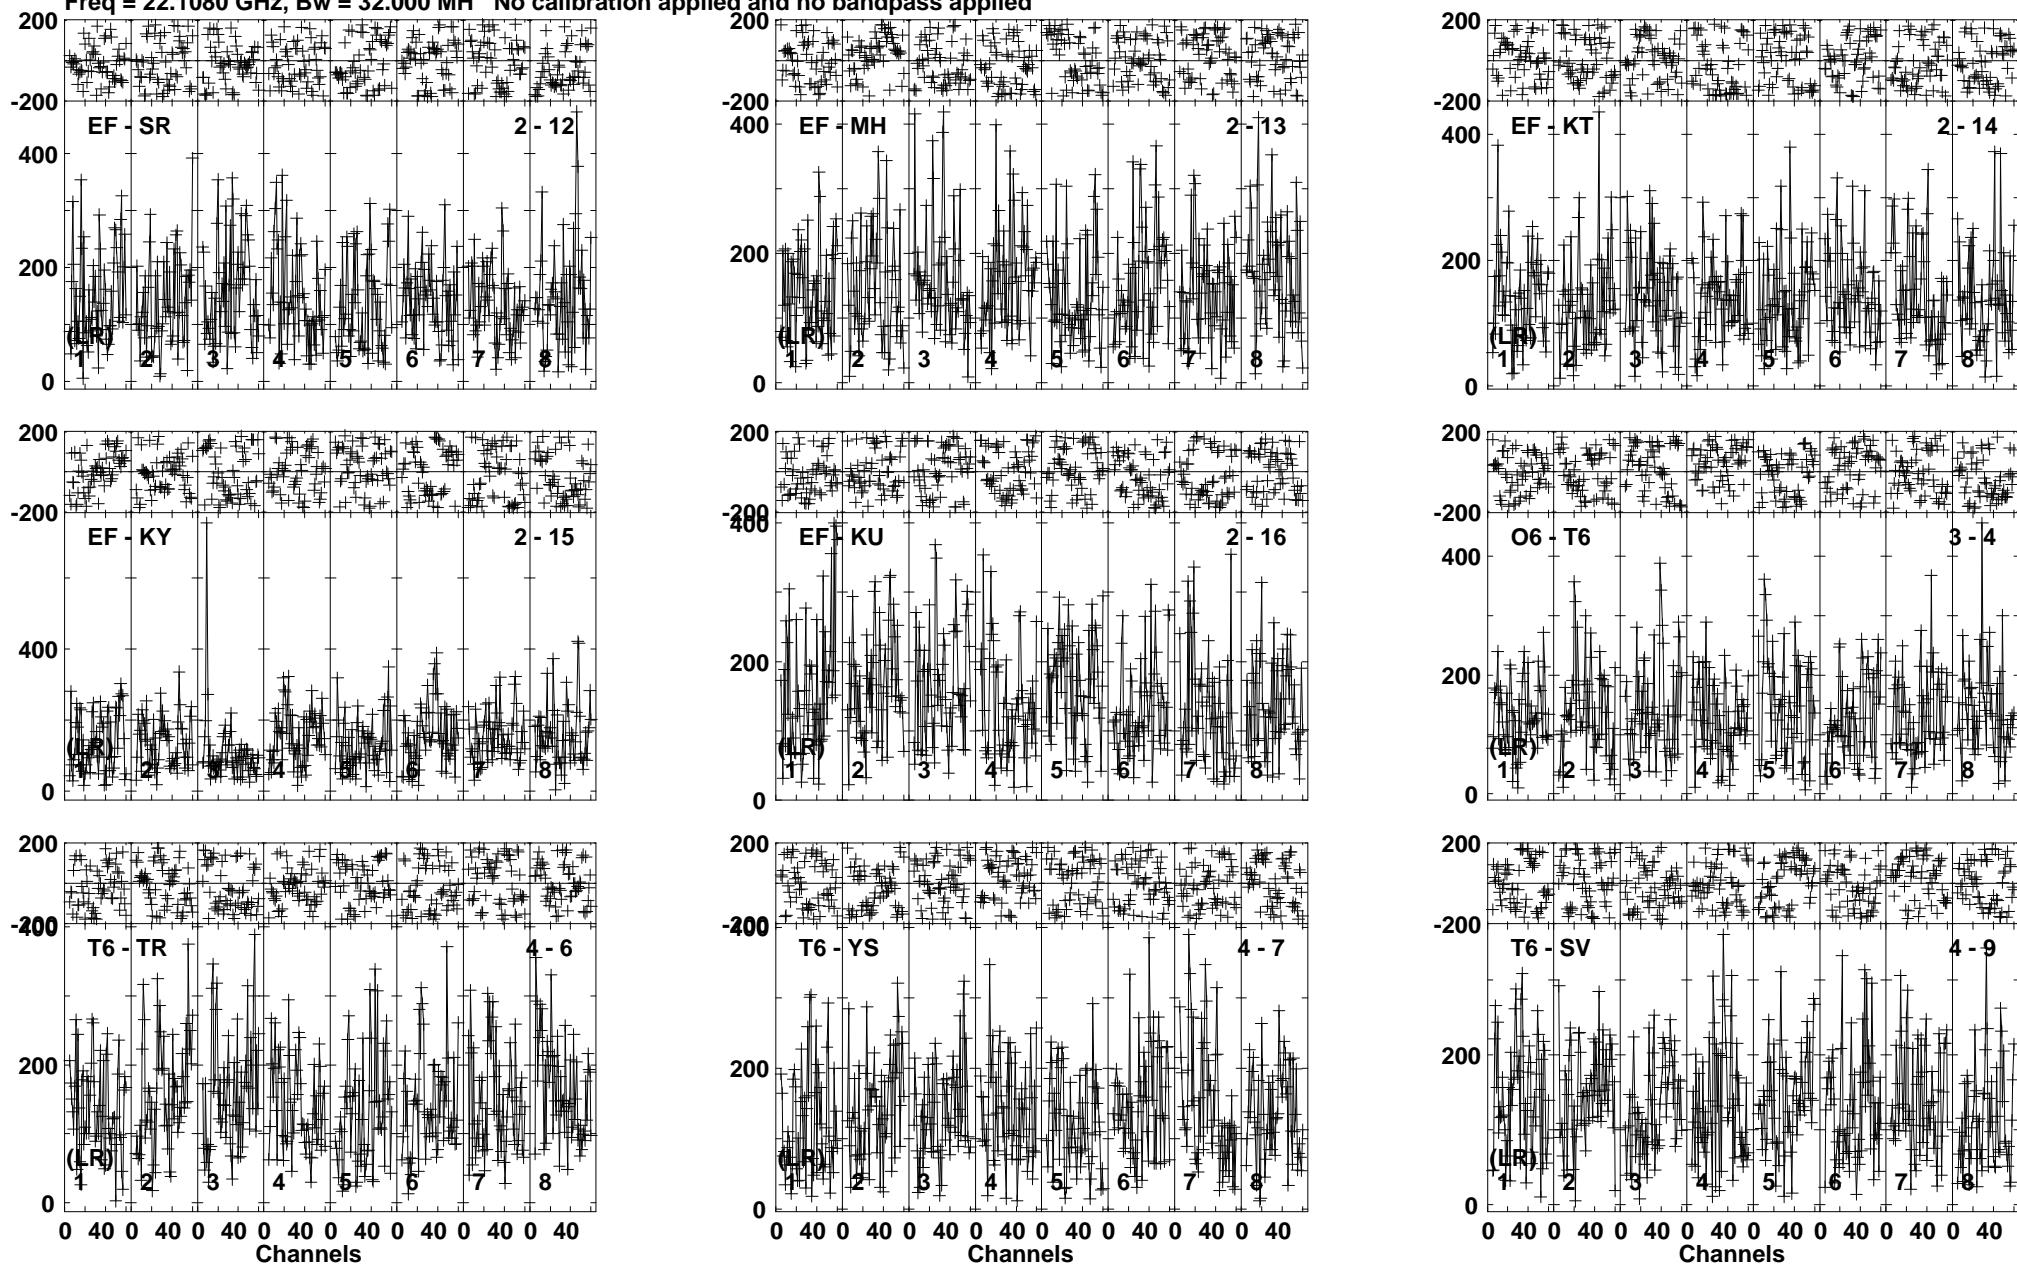 Freq = 22.1080 GHz, Bw = 32.000 MH No calibration applied and no bandpass applied
200 200 200
-200 -200 -200
EF - SR 2 - 12 EF - MH 2 - 13 EF - KT 2 - 14
400 400 400
200 200 200
(LR) (LR) (LR)
1 2 3 4 5 6 7 8 1 2 3 4 5 6 7 8 1 2 3 4 5 6 7 8
0 0 0
200 200 200
-200 -200 -200
EF - KY 2 - 15 EF - KU 2 - 16 O6 - T6 3 - 4
400 400 400
200 200
(LR) (LR) (LR)
1 2 3 4 5 6 7 8 1 2 3 4 5 6 7 8 1 2 3 4 5 6 7 8
0 0 0
200 200 200
-200 -200 -200
400 400
T6 - TR 4 - 6 T6 - YS 4 - 7 T6 - SV 4 - 9
200 200 200
(LR) (LR) (LR)
1 2 3 4 5 6 7 8 1 2 3 4 5 6 7 8 1 2 3 4 5 6 7 8
0 0 0
0 40 0 40 0 40 0 40 0 40 0 40 0 40 0 40 0 40 0 40 0 40 0 40 0 40 0 40 0 40 0 40 0 40 0 40 0 40 0 40 0 40 0 40 0 40 0 40
Channels Channels Channels